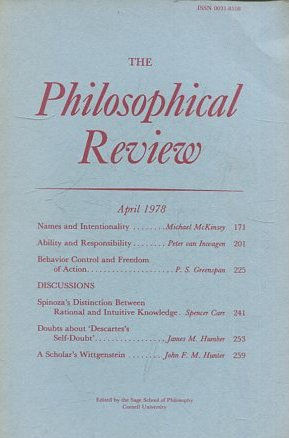 ISSN 0031-8108
THE
Philosophical
Review
April 1978
Names and Intentionality ........Michael McKinsey 171
Ability and Responsibility........ Peter van Inwagen 201
Behavior Control and Freedom
of Action..................... P. S. Greenspan 225
DISCUSSIONS
Spinoza's Distinction Between
Rational and Intuitive Knowledge. Spencer Carr 241
Doubts about 'Descartes's
Self-Doubt'................. James M. Humber 253
A Scholar's Wittgenstein ........ John F. M. Hunter 259
Edited by the Sage School of Philosophy
Cornell University